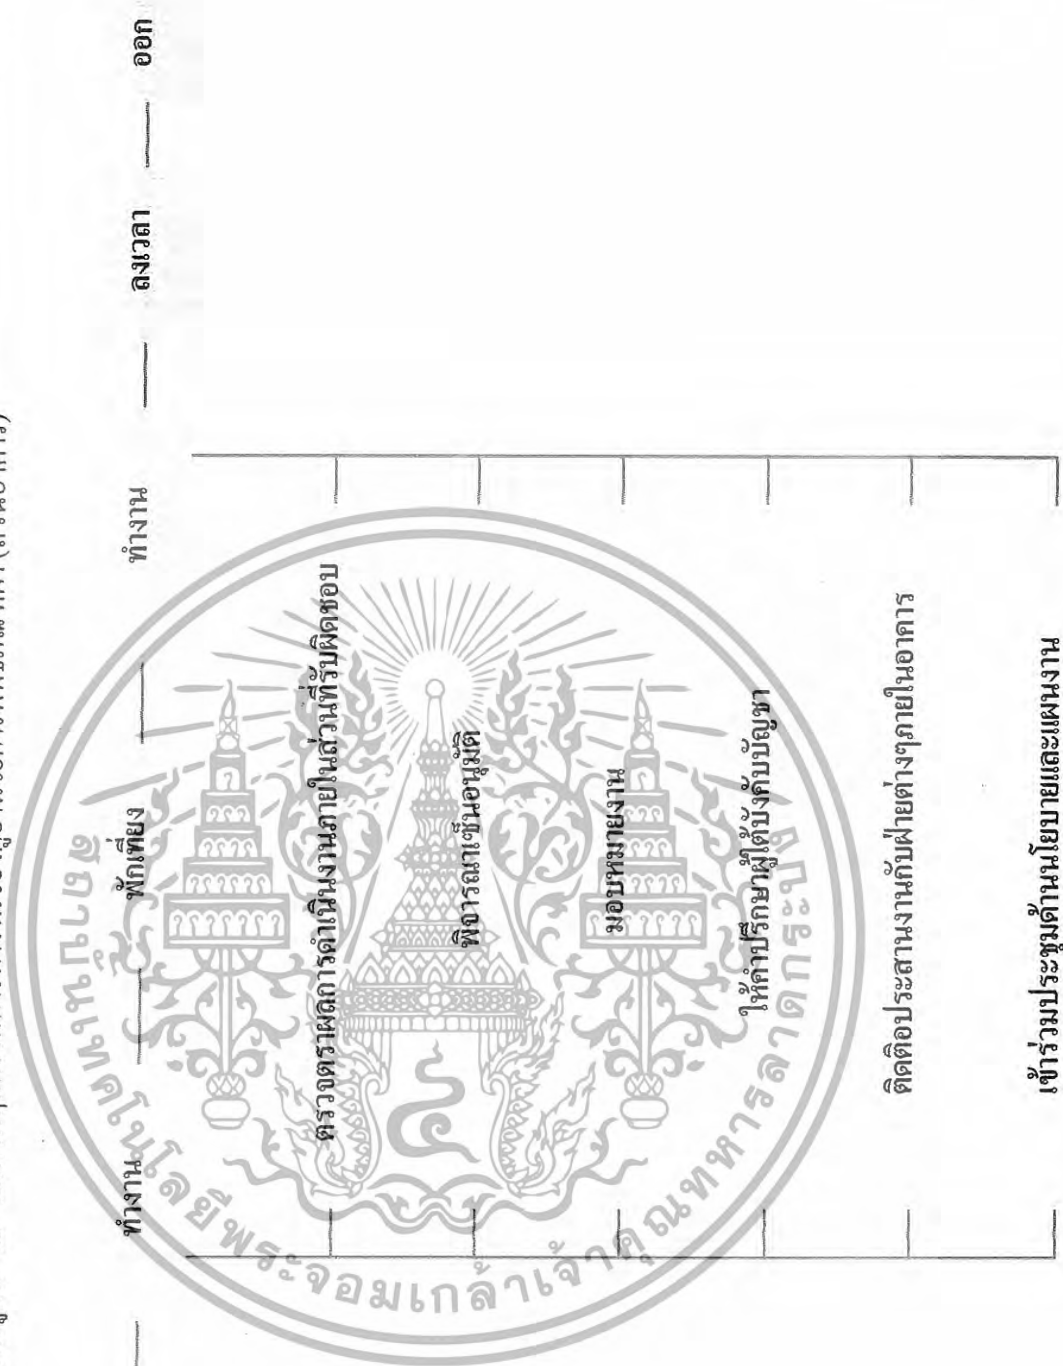 ทำงาน พักเที่ยง ทำงาน ลงเวลา ออก
ตรวจตราผลการดำเนินงานภายในส่วนที่รับผิดชอบ
พิจารณาเซ็นอนุมัติ
มอบหมายงาน
ให้คำปรึกษาผู้ใต้บังคับบัญชา
ติดต่อประสานงานกับฝ่ายต่างๆภายในอาคาร
เข้าร่วมประชุมด้านนโยบายและแผนงาน
สถาบันเทคโนโลยีพระจอมเกล้าเจ้าคุณทหารลาดกระบัง